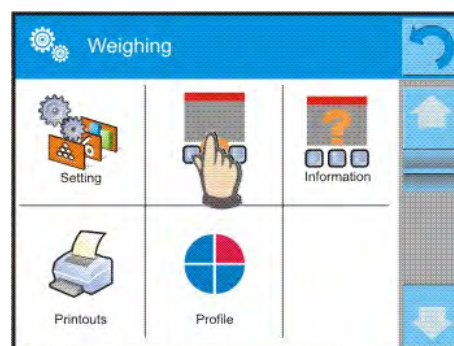 Weighing
Setting
Information
Printouts
Profile